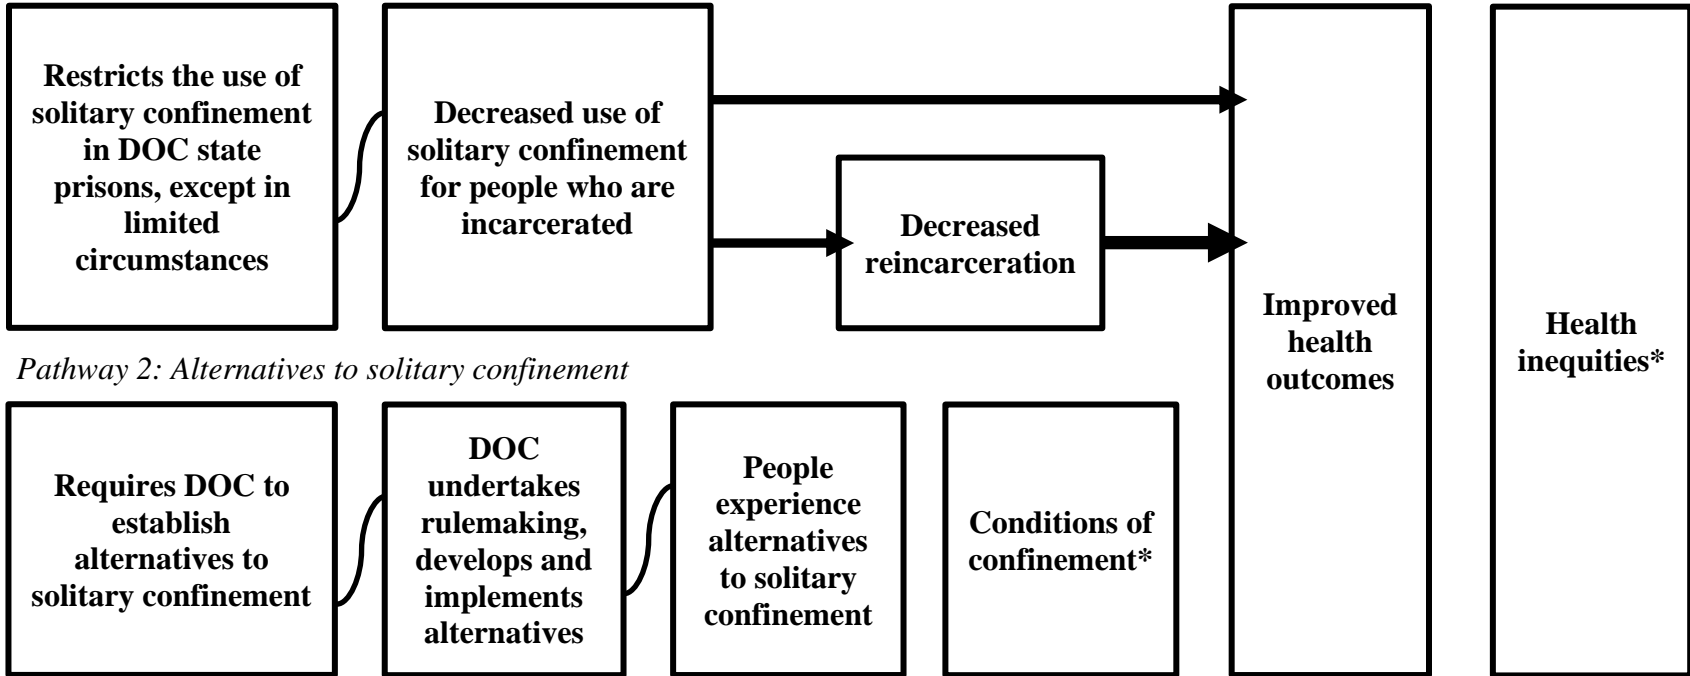 Restricts the use of
solitary confinement
in DOC state
prisons, except in
limited
circumstances
Decreased use of
solitary confinement
for people who are
incarcerated
Decreased
reincarceration
Improved
health
outcomes
Health
inequities*
Pathway 2: Alternatives to solitary confinement
Requires DOC to
establish
alternatives to
solitary confinement
DOC
undertakes
rulemaking,
develops and
implements
alternatives
People
experience
alternatives
to solitary
confinement
Conditions of
confinement*